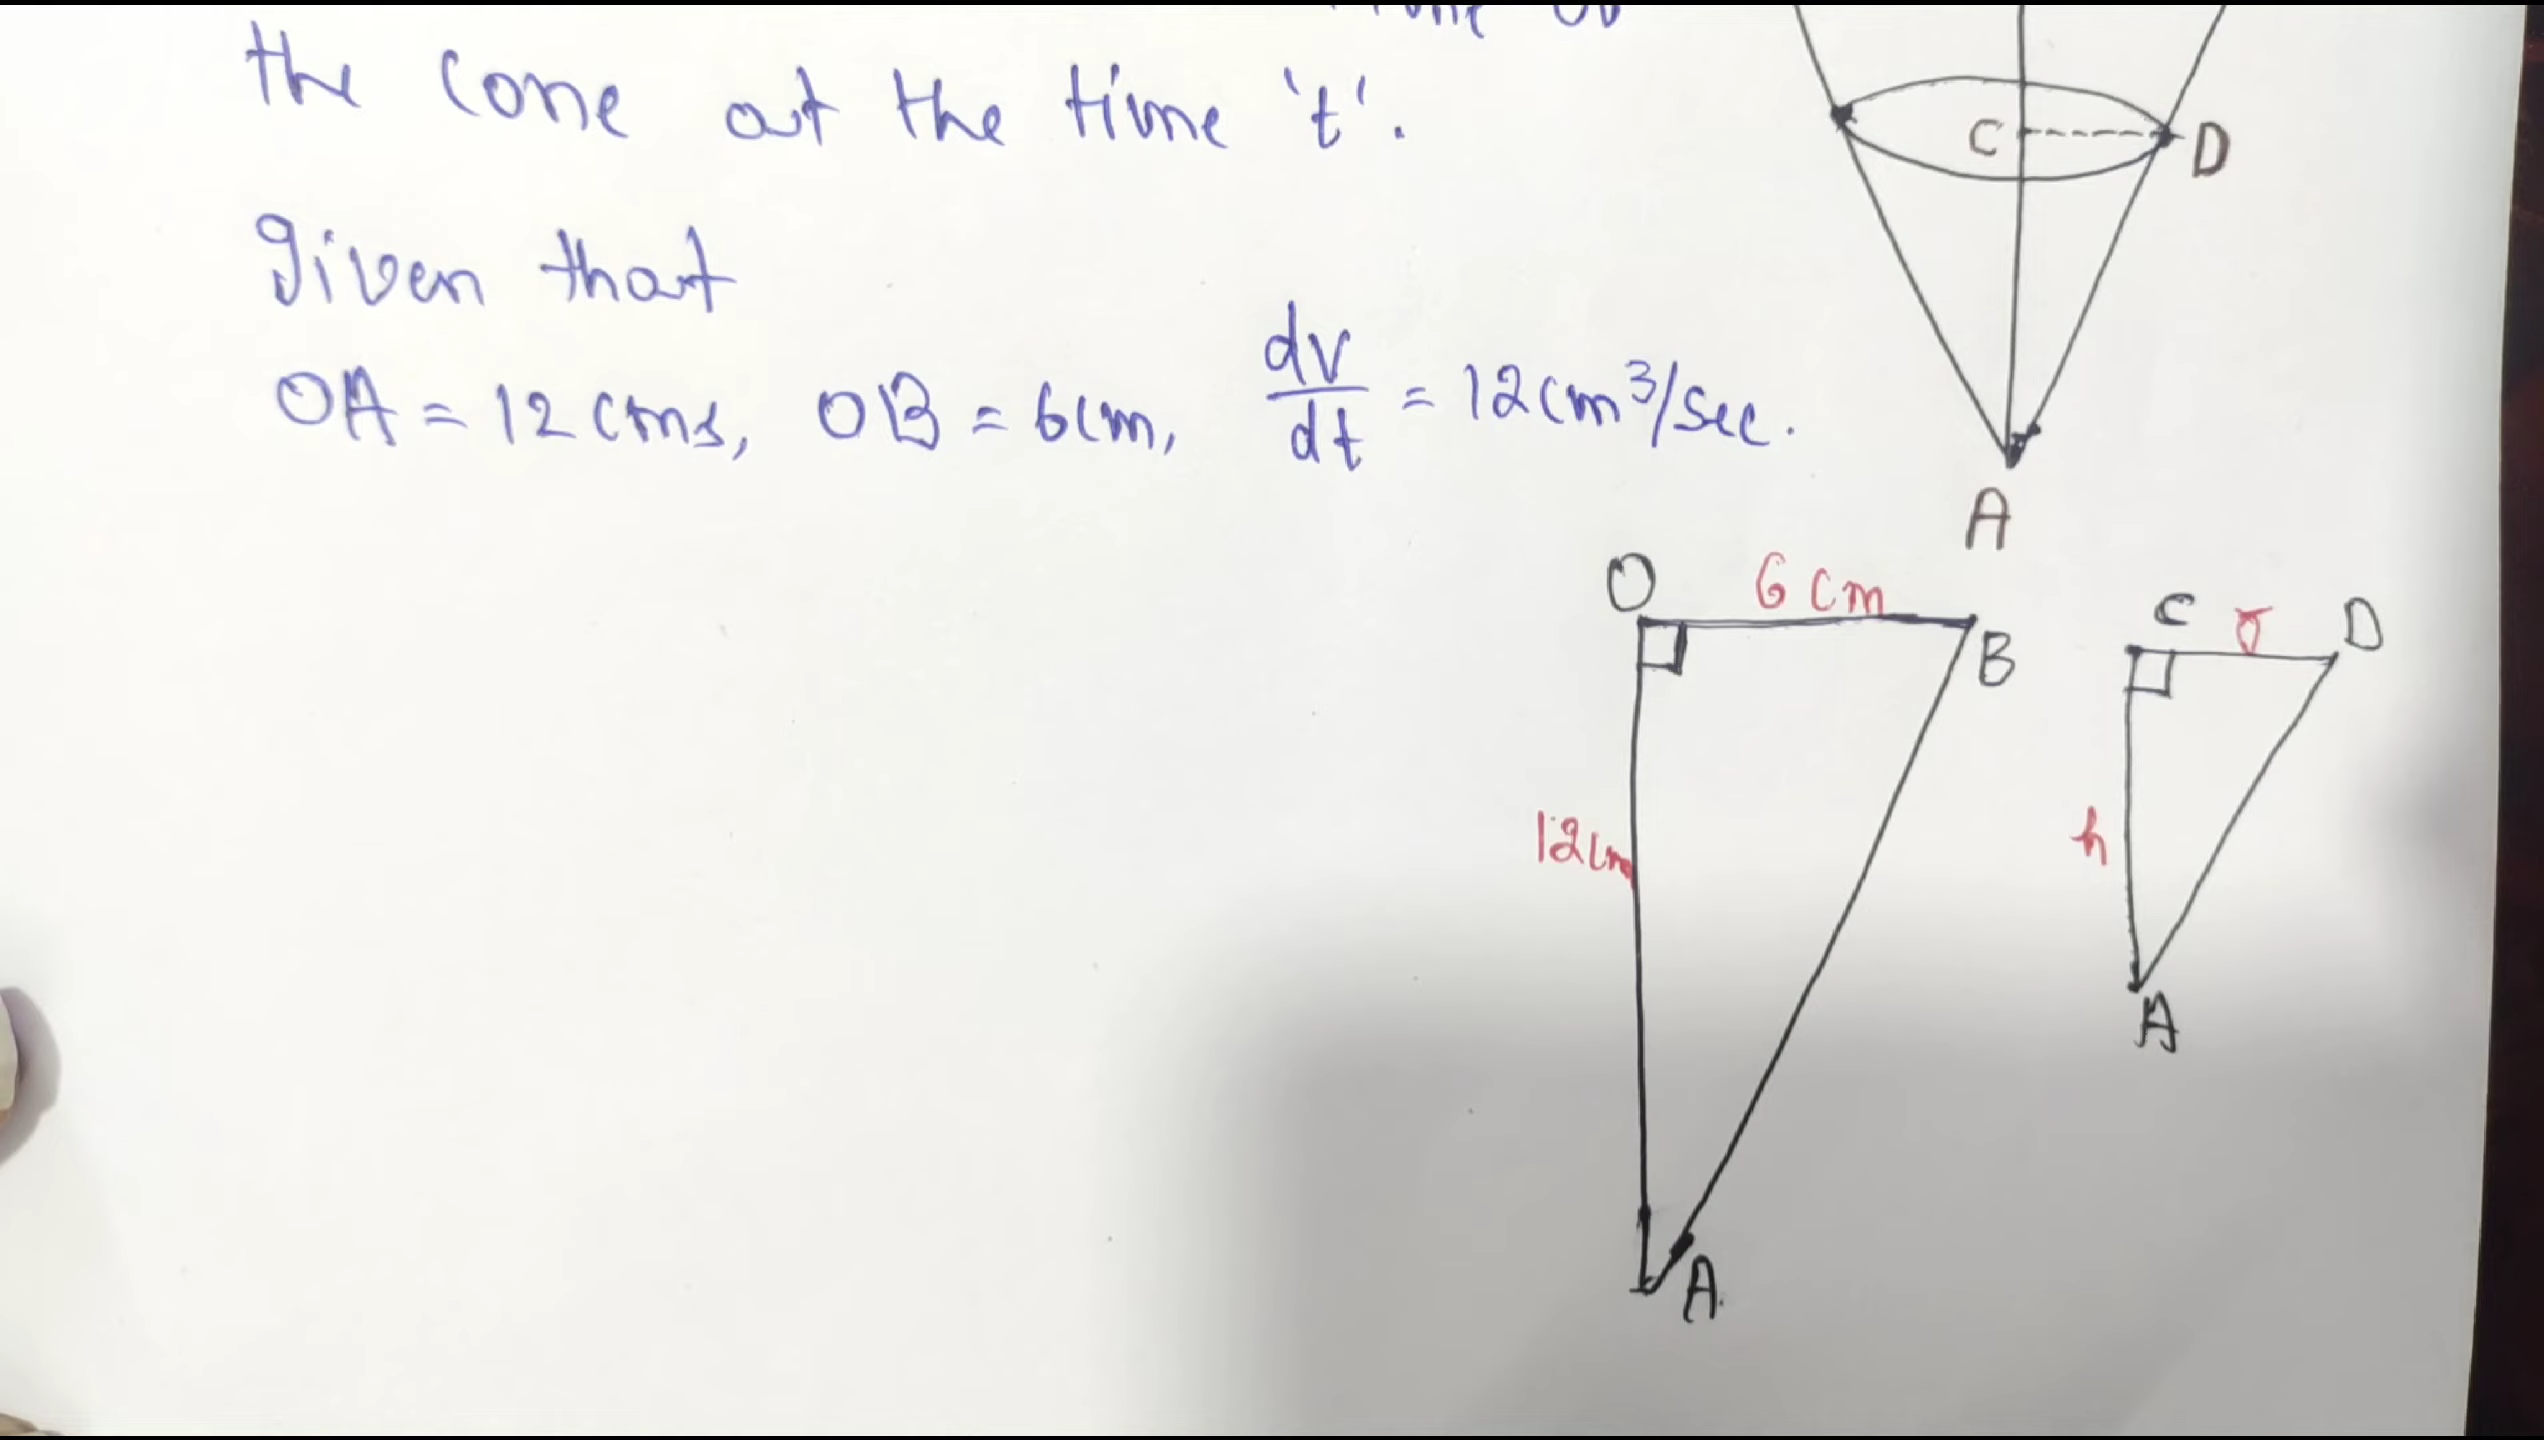 the cone at the time 't'.
C
D
given that
OA = 12 cms, OB = 6cm, dv/dt = 12cm³/sec.
A
O 6 cm B
C r D
12cm
h
A
A.